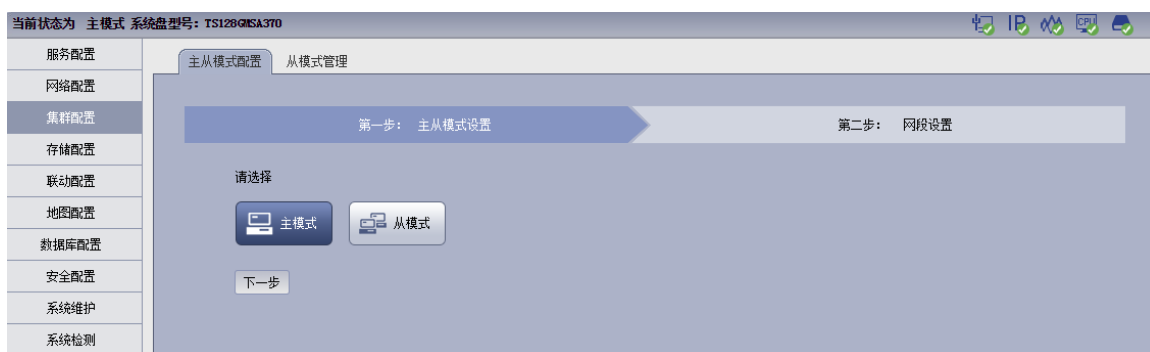 当前状态为 主模式 系统盘型号：TS128GMSA370
IP CPU
服务配置
网络配置
集群配置
存储配置
联动配置
地图配置
数据库配置
安全配置
系统维护
系统检测
主从模式配置 从模式管理
第一步： 主从模式设置 第二步： 网段设置
请选择
主模式 从模式
下一步